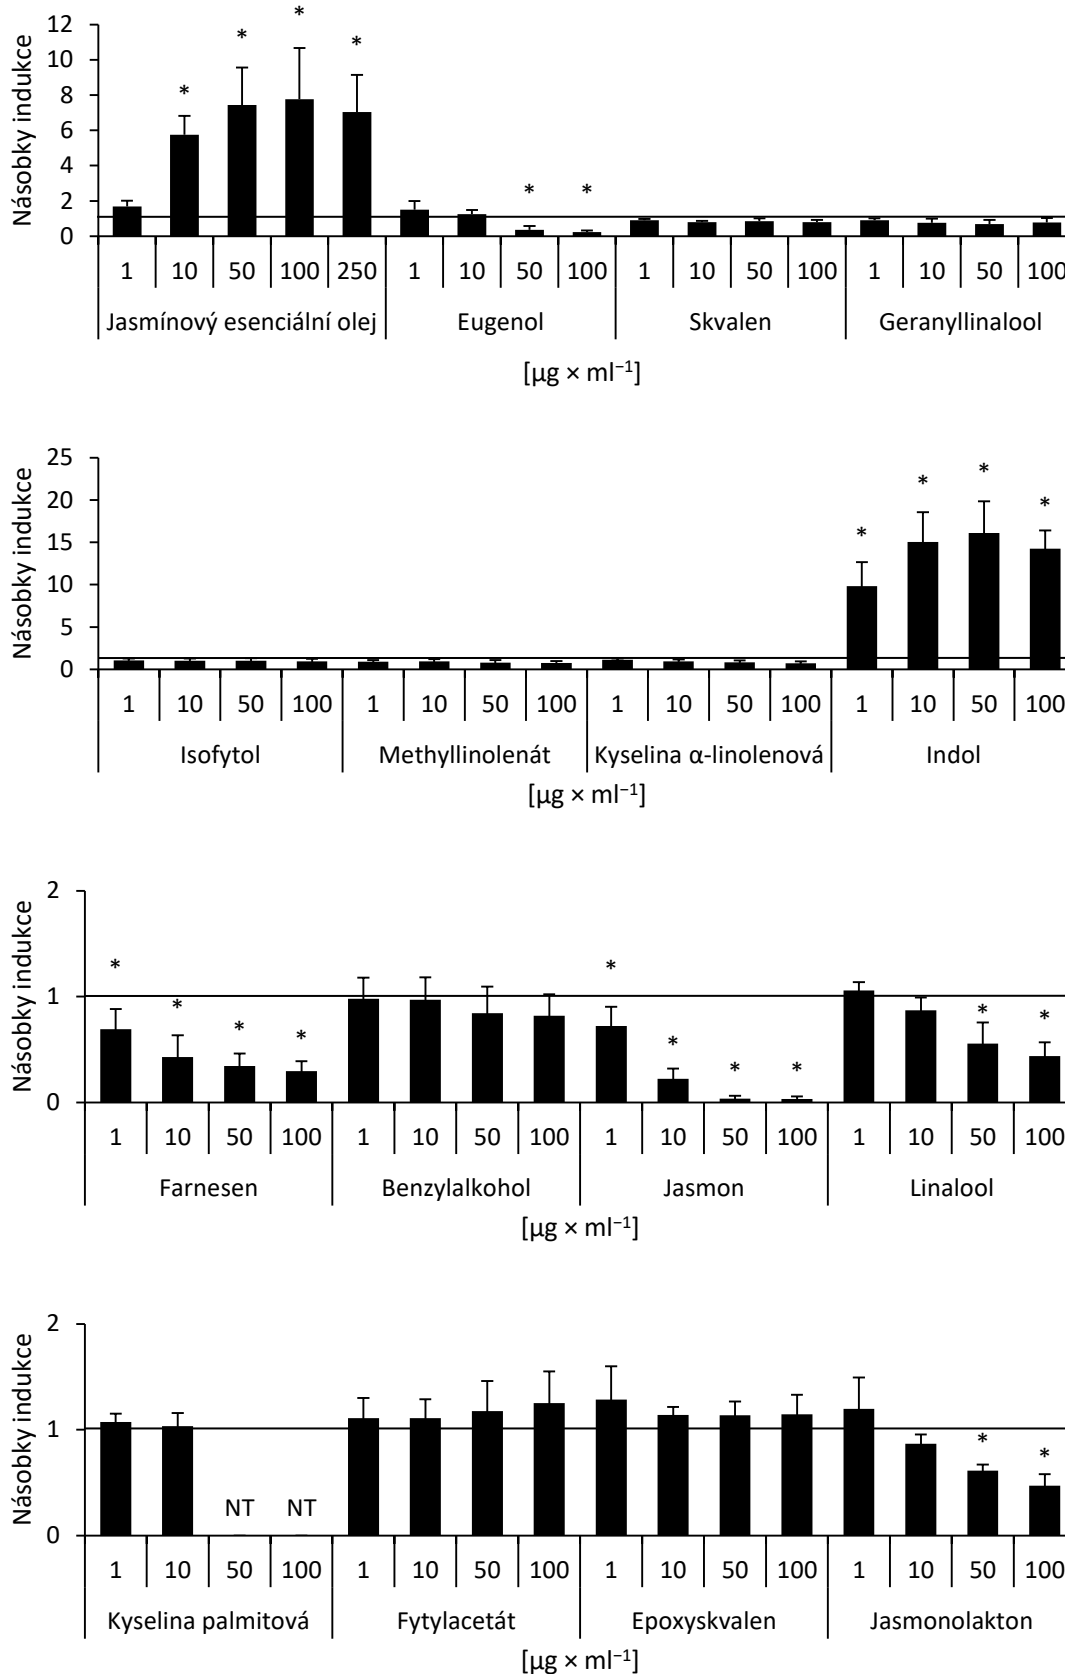 Násobky indukce
12
10
8
6
4
2
0
* * * * * *
1 10 50 100 250 1 10 50 100 1 10 50 100 1 10 50 100
Jasmínový esenciální olej Eugenol Skvalen Geranyllinalool
[µg × ml⁻¹]
Násobky indukce
25
20
15
10
5
0
* * * *
1 10 50 100 1 10 50 100 1 10 50 100 1 10 50 100
Isofytol Methyllinolenát Kyselina α-linolenová Indol
[µg × ml⁻¹]
Násobky indukce
2
1
0
* * * * * * * * * *
1 10 50 100 1 10 50 100 1 10 50 100 1 10 50 100
Farnesen Benzylalkohol Jasmon Linalool
[µg × ml⁻¹]
Násobky indukce
2
1
0
NT NT * *
1 10 50 100 1 10 50 100 1 10 50 100 1 10 50 100
Kyselina palmitová Fytylacetát Epoxyskvalen Jasmonolakton
[µg × ml⁻¹]